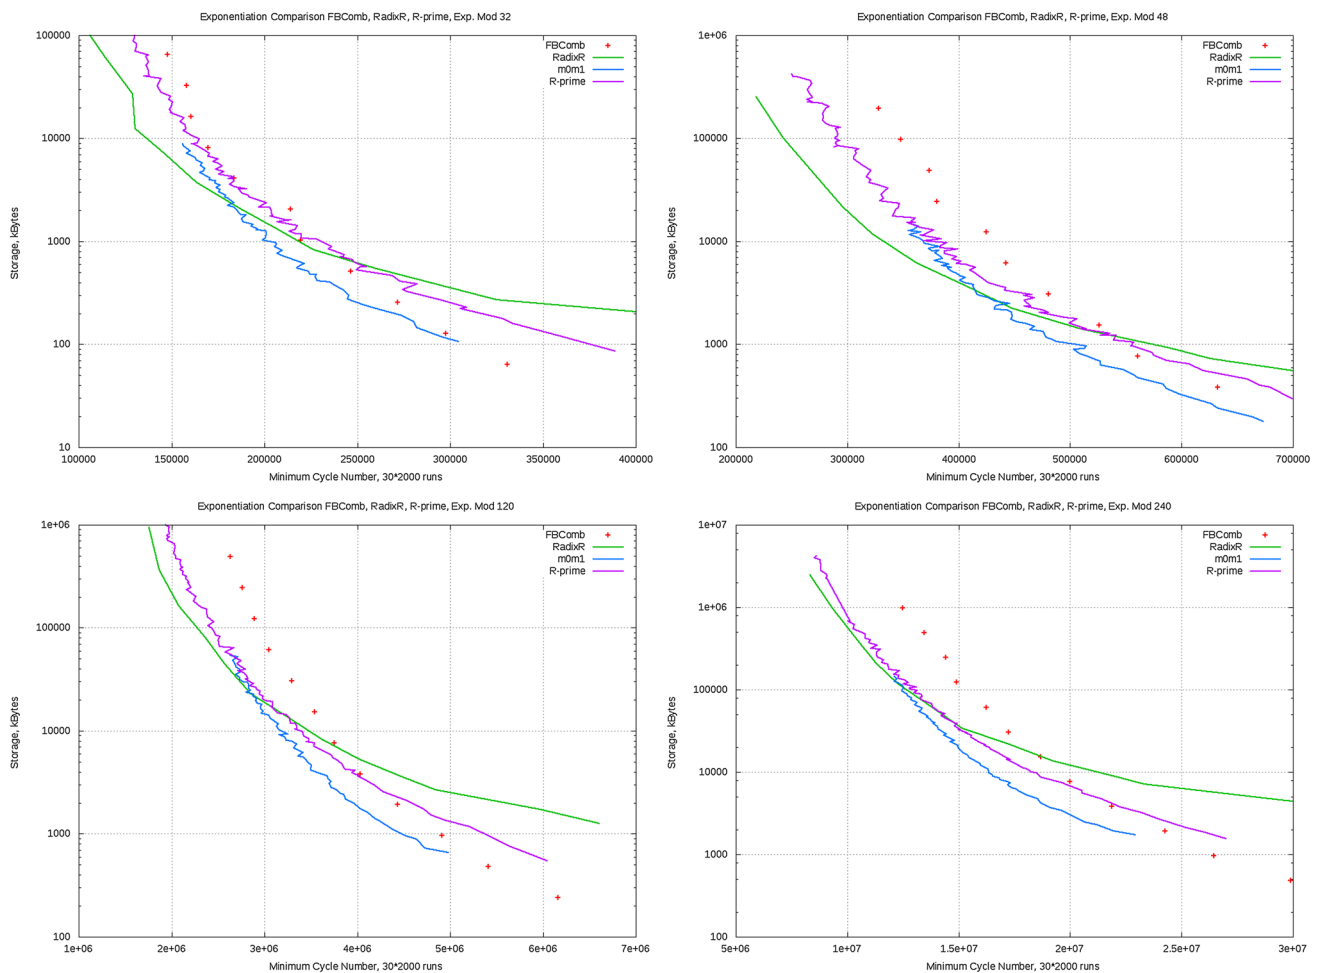 Exponentiation Comparison FBComb, RadixR, R-prime, Exp. Mod 32
100000
10000
1000
100
10
Storage, kBytes
FBComb
RadixR
m0m1
R-prime
100000 150000 200000 250000 300000 350000 400000
Minimum Cycle Number, 30*2000 runs
Exponentiation Comparison FBComb, RadixR, R-prime, Exp. Mod 48
1e+06
100000
10000
1000
100
Storage, kBytes
FBComb
RadixR
m0m1
R-prime
200000 300000 400000 500000 600000 700000
Minimum Cycle Number, 30*2000 runs
Exponentiation Comparison FBComb, RadixR, R-prime, Exp. Mod 120
1e+06
100000
10000
1000
100
Storage, kBytes
FBComb
RadixR
m0m1
R-prime
1e+06 2e+06 3e+06 4e+06 5e+06 6e+06 7e+06
Minimum Cycle Number, 30*2000 runs
Exponentiation Comparison FBComb, RadixR, R-prime, Exp. Mod 240
1e+07
1e+06
100000
10000
1000
100
Storage, kBytes
FBComb
RadixR
m0m1
R-prime
5e+06 1e+07 1.5e+07 2e+07 2.5e+07 3e+07
Minimum Cycle Number, 30*2000 runs